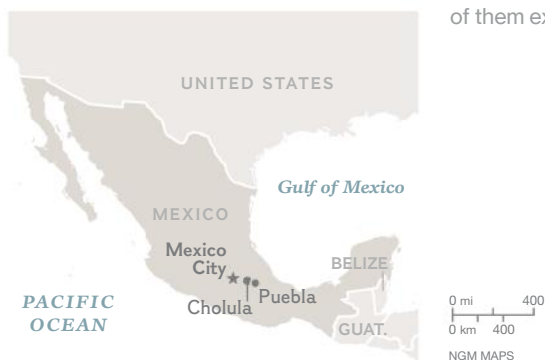 of them ex
UNITED STATES
Gulf of Mexico
MEXICO
Mexico
City
BELIZE
Cholula
Puebla
PACIFIC
OCEAN
GUAT.
0 mi 400
0 km 400
NGM MAPS